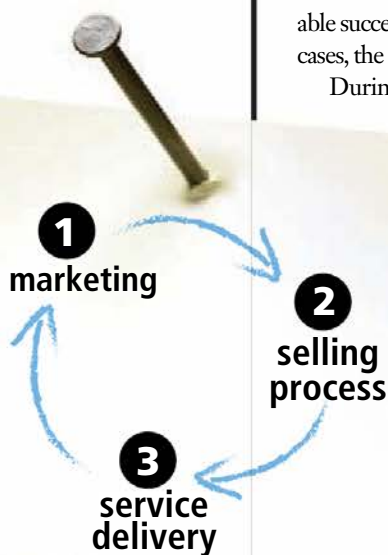 able succe
cases, the
Durin
1
marketing
2
selling
process
3
service
delivery